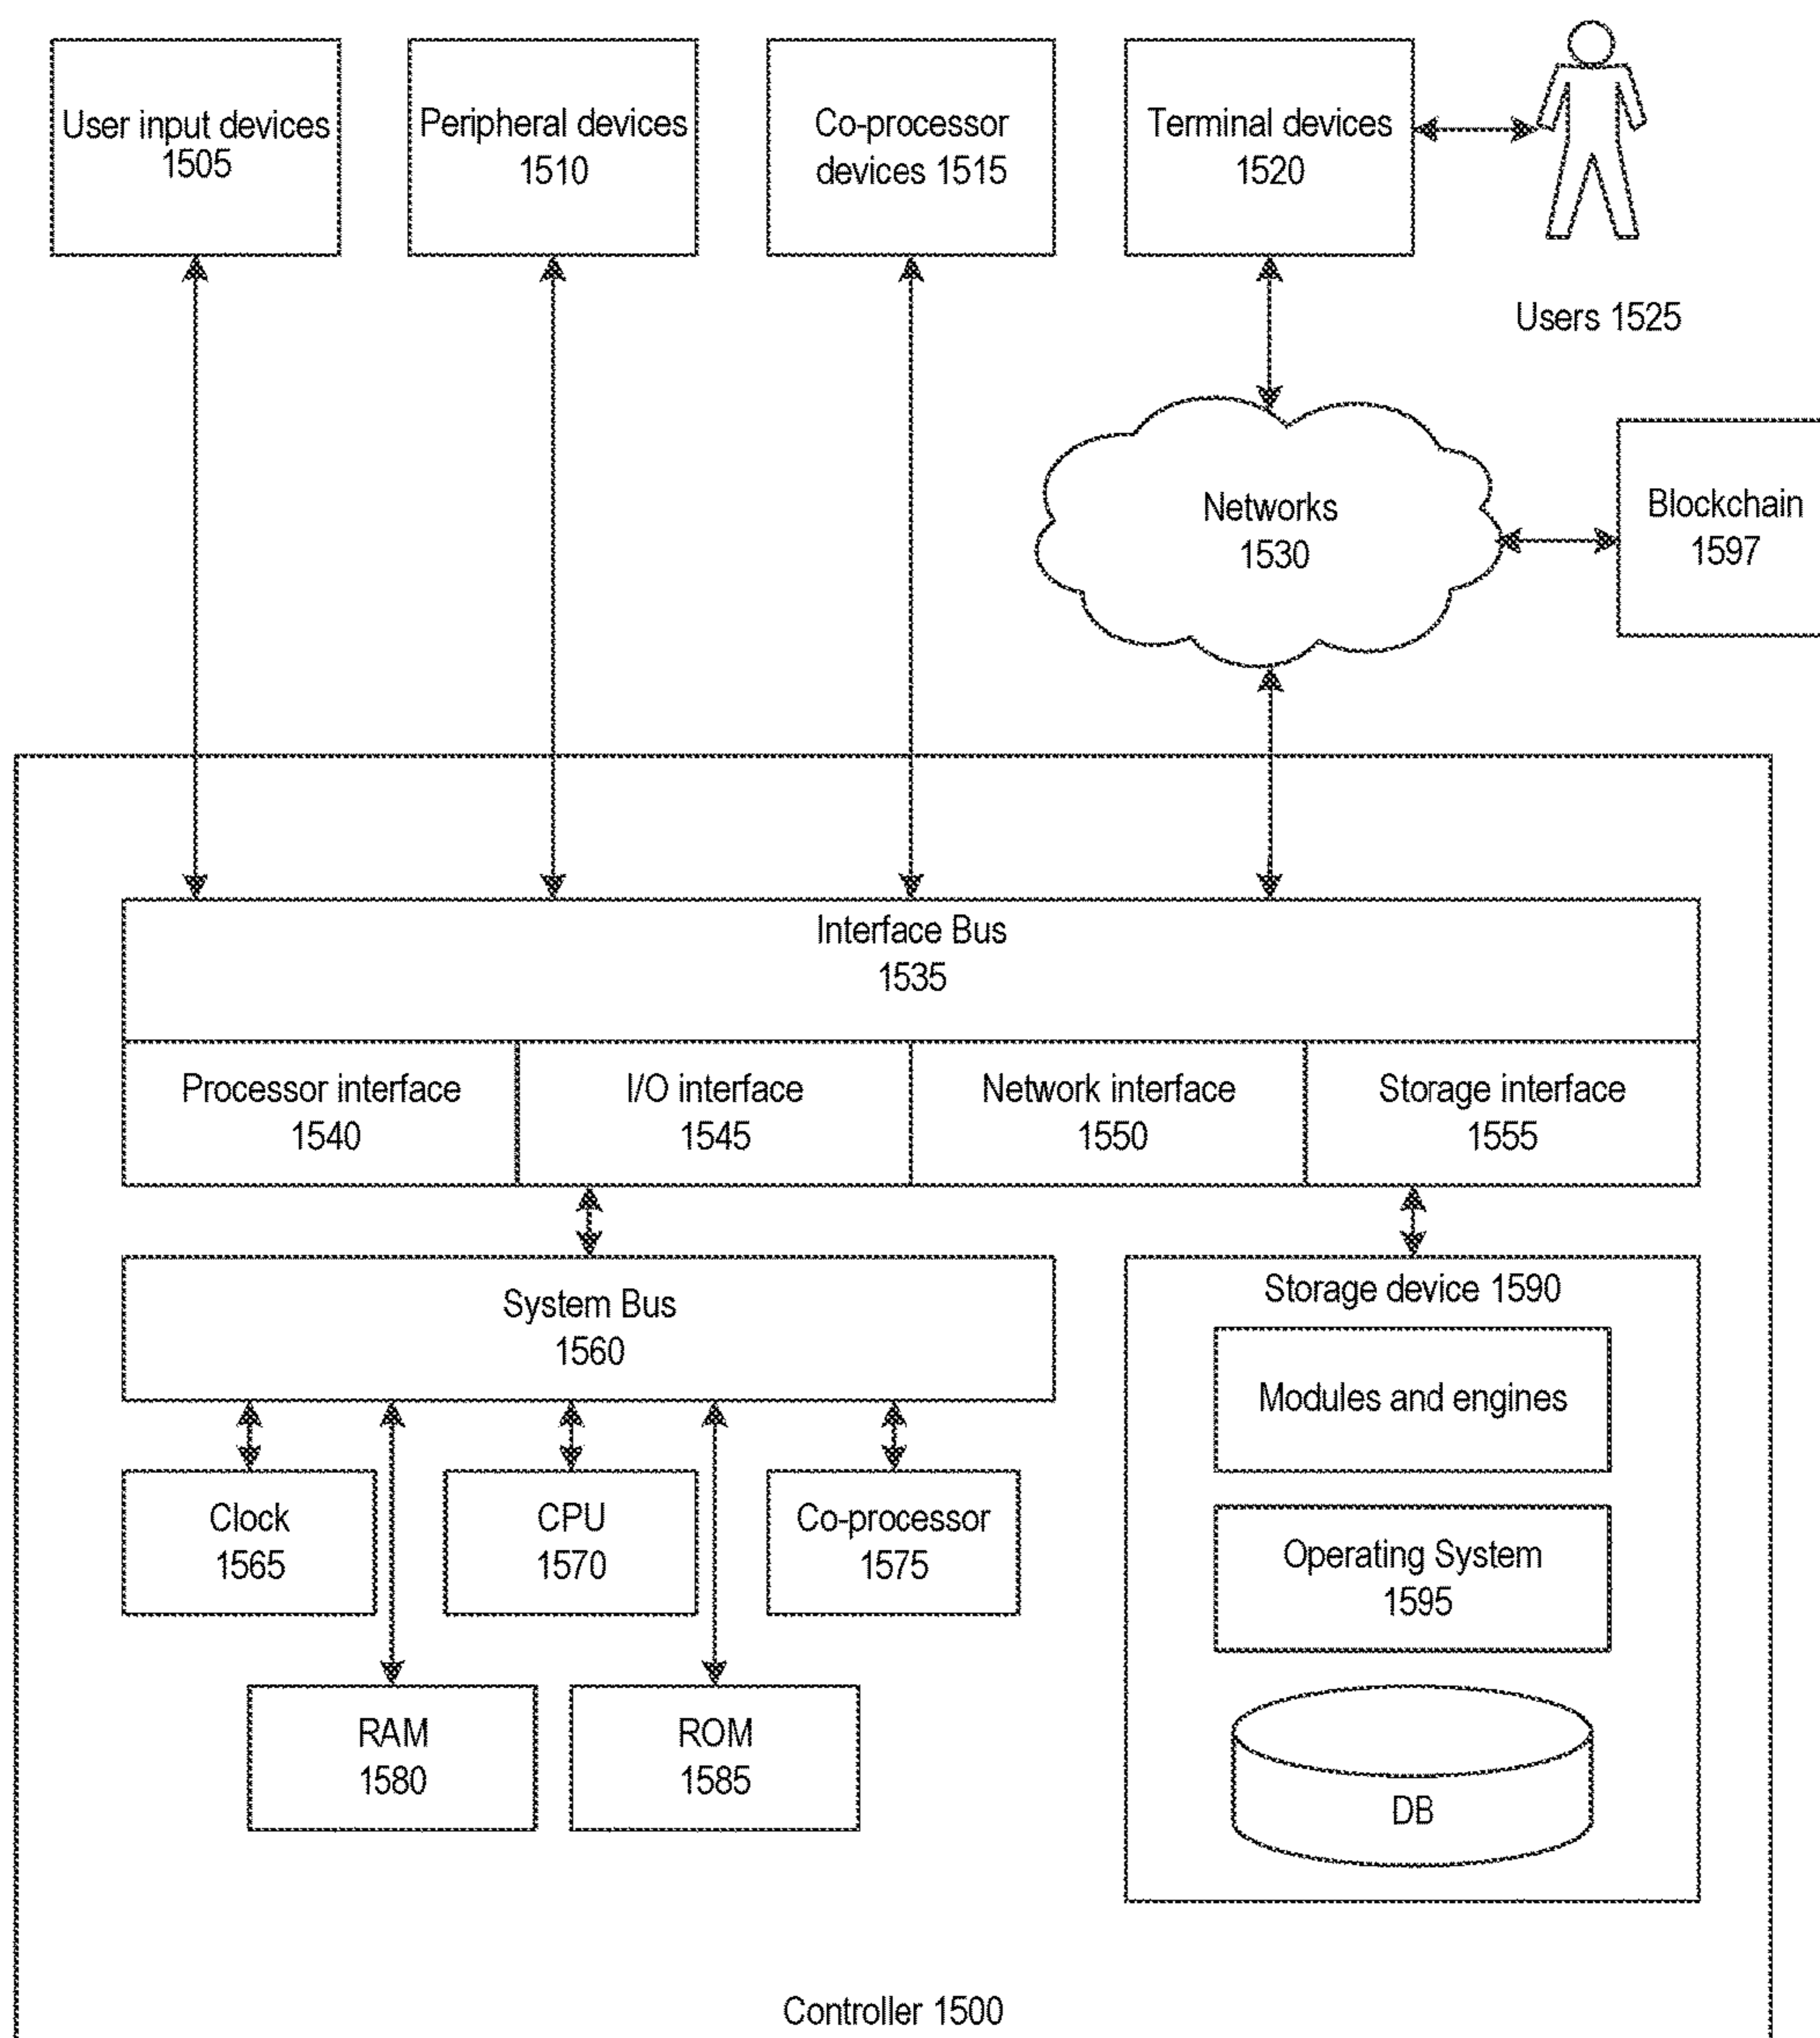 User input devices
1505
Peripheral devices
1510
Co-processor
devices 1515
Terminal devices
1520
Users 1525
Networks
1530
Blockchain
1597
Interface Bus
1535
Processor interface
1540
I/O interface
1545
Network interface
1550
Storage interface
1555
System Bus
1560
Storage device 1590
Modules and engines
Clock
1565
CPU
1570
Co-processor
1575
Operating System
1595
RAM
1580
ROM
1585
DB
Controller 1500